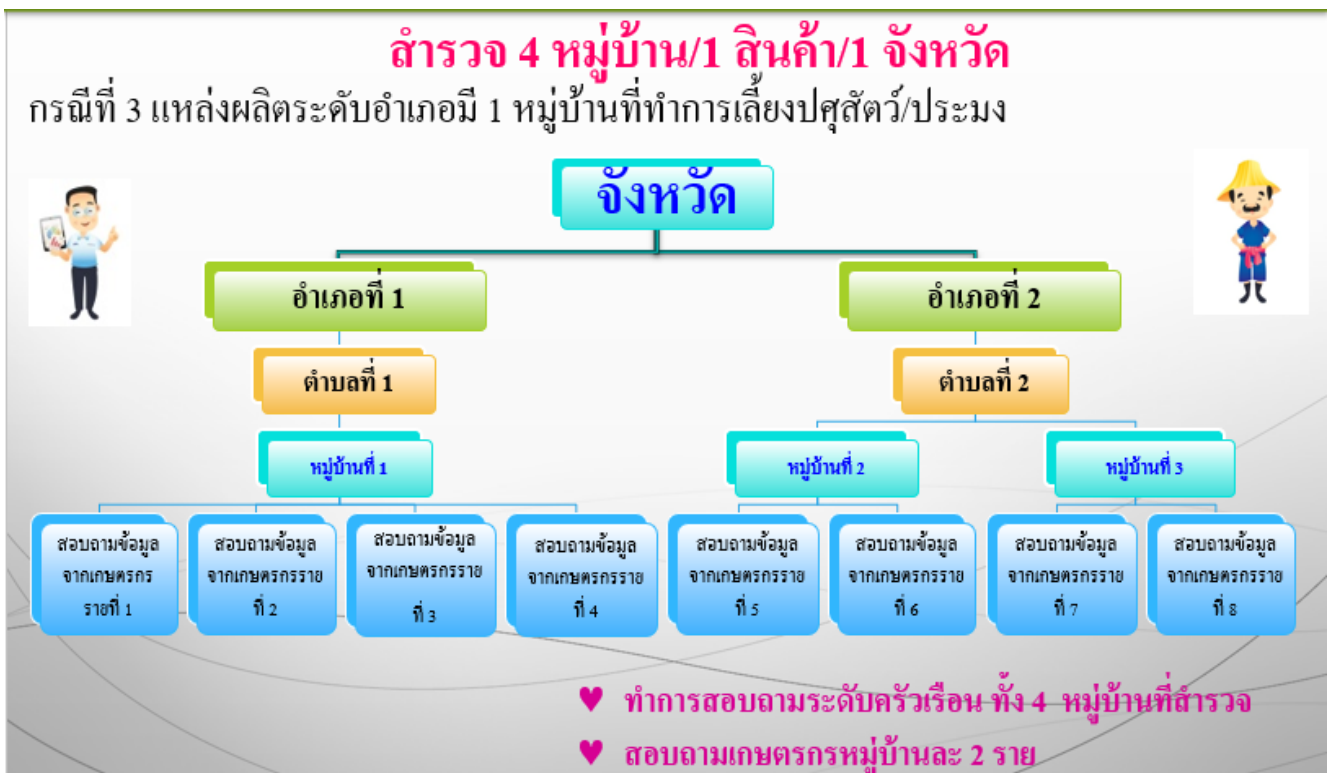 สำรวจ 4 หมู่บ้าน/1 สินค้า/1 จังหวัด
กรณีที่ 3 แหล่งผลิตระดับอำเภอมี 1 หมู่บ้านที่ทำการเลี้ยงปศุสัตว์/ประมง
จังหวัด
อำเภอที่ 1
อำเภอที่ 2
ตำบลที่ 1
ตำบลที่ 2
หมู่บ้านที่ 1
หมู่บ้านที่ 2
หมู่บ้านที่ 3
สอบถามข้อมูล
จากเกษตรกร
รายที่ 1
สอบถามข้อมูล
จากเกษตรกรราย
ที่ 2
สอบถามข้อมูล
จากเกษตรกรราย
ที่ 3
สอบถามข้อมูล
จากเกษตรกรราย
ที่ 4
สอบถามข้อมูล
จากเกษตรกรราย
ที่ 5
สอบถามข้อมูล
จากเกษตรกรราย
ที่ 6
สอบถามข้อมูล
จากเกษตรกรราย
ที่ 7
สอบถามข้อมูล
จากเกษตรกรราย
ที่ 8
♥ ทำการสอบถามระดับครัวเรือน ทั้ง 4 หมู่บ้านที่สำรวจ
♥ สอบถามเกษตรกรหมู่บ้านละ 2 ราย